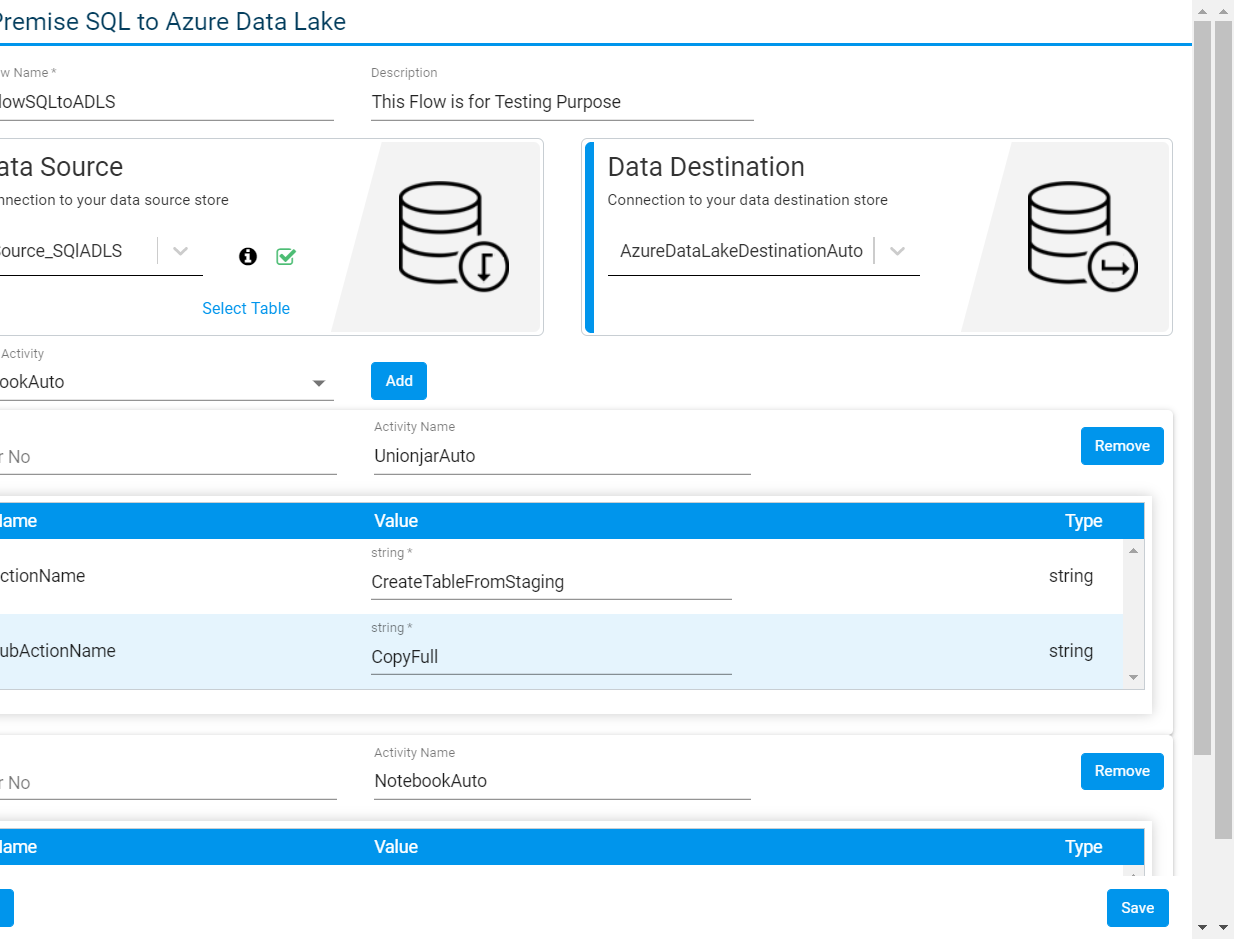 Premise SQL to Azure Data Lake
w Name *
Description
lowSQLtoADLS
This Flow is for Testing Purpose
ata Source
Data Destination
nnection to your data source store
Connection to your data destination store
ource_SQlADLS
AzureDataLakeDestinationAuto
Select Table
Activity
ookAuto
Add
Activity Name
r No
UnionjarAuto
Remove
Name
Value
Type
string *
ctionName
CreateTableFromStaging
string
string *
ubActionName
CopyFull
string
Activity Name
r No
NotebookAuto
Remove
Name
Value
Type
Save